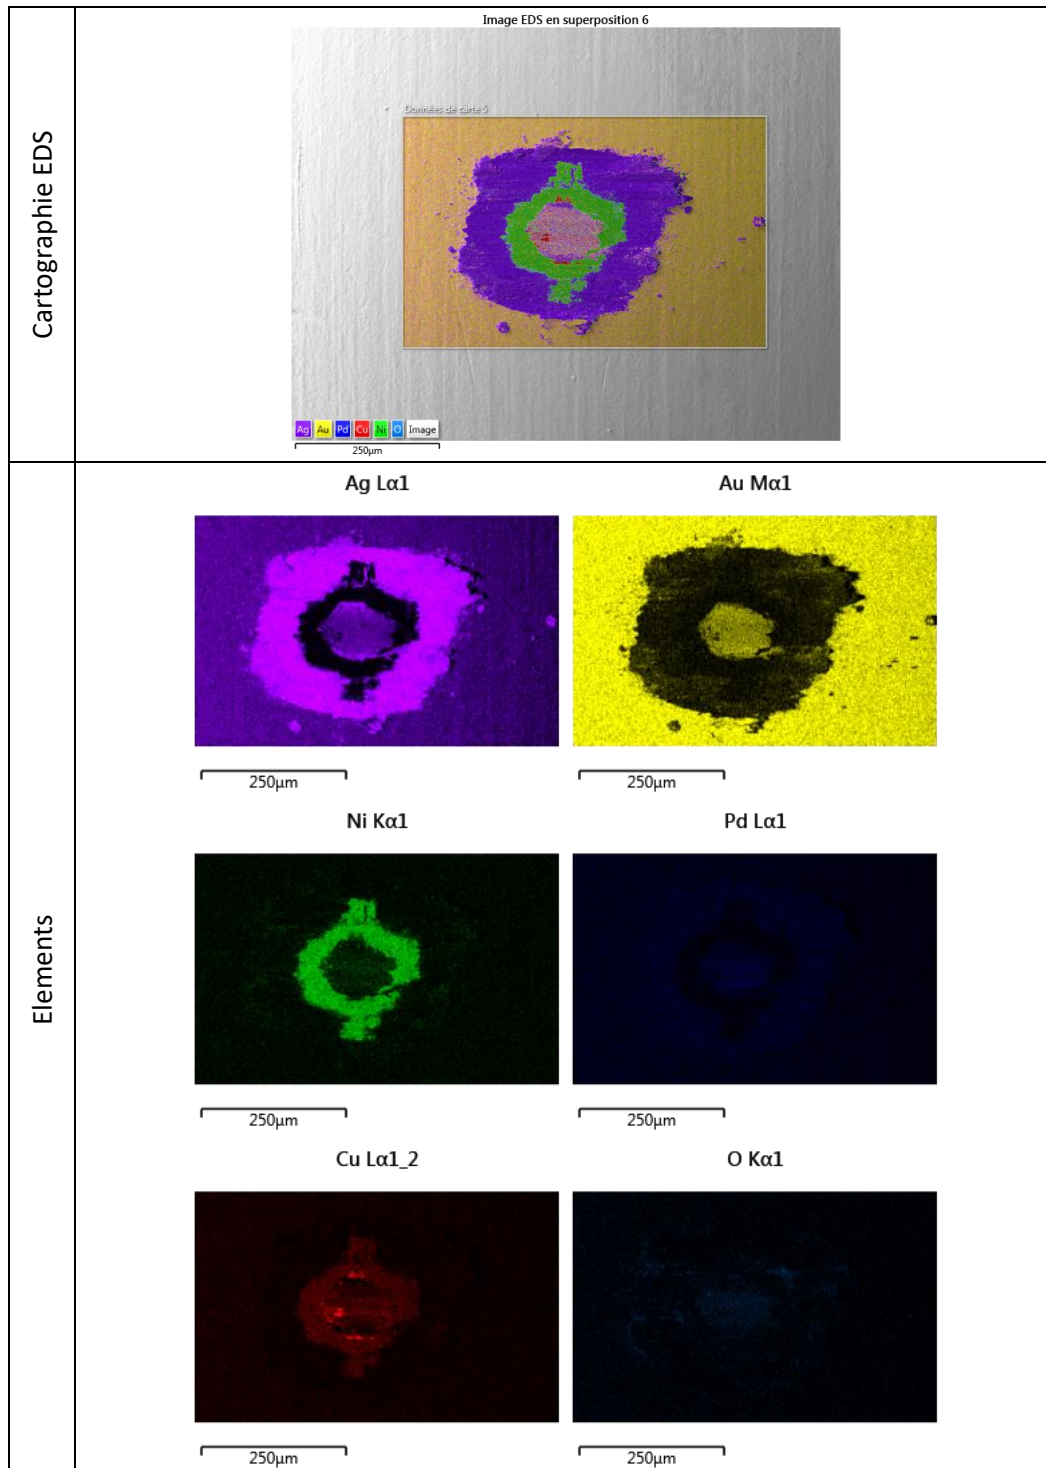 Cartographie EDS
Image EDS en superposition 6
Données de carte 5
Ag Au Pd Cu Ni O Image
250µm
Elements
Ag Lα1
Au Mα1
250µm
250µm
Ni Kα1
Pd Lα1
250µm
250µm
Cu Lα1_2
O Kα1
250µm
250µm